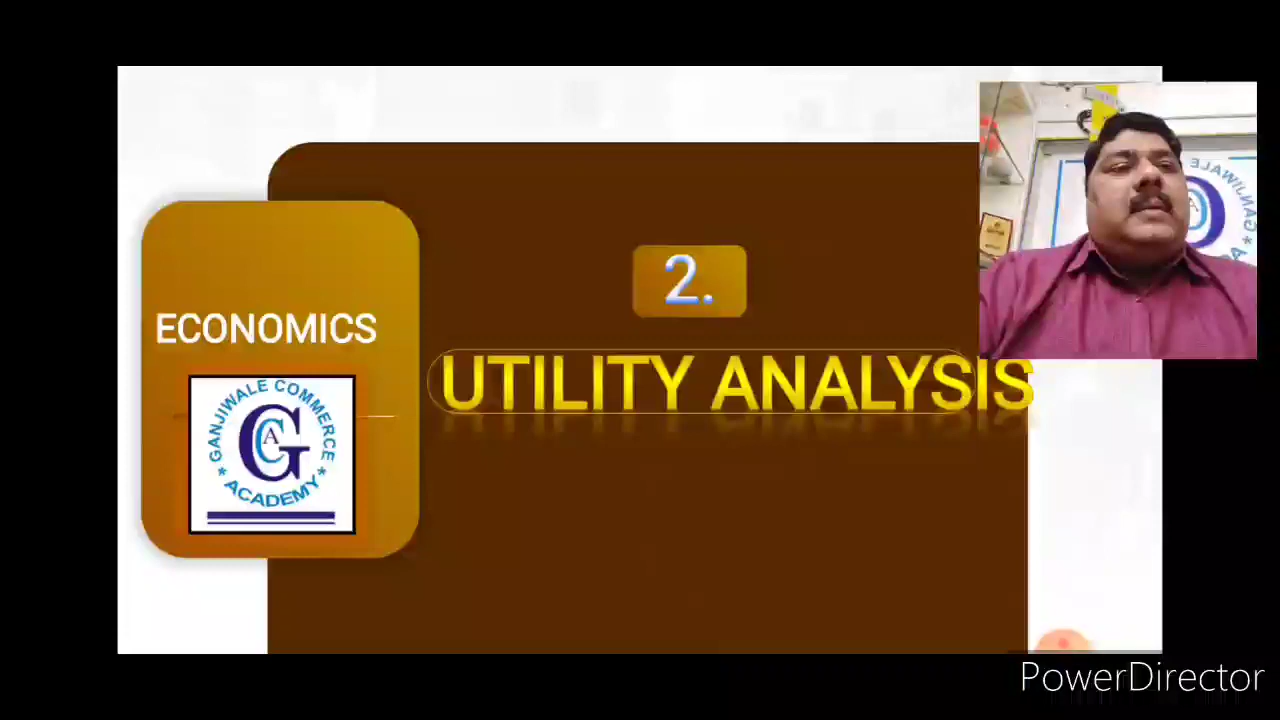 2.
ECONOMICS
UTILITY ANALYSIS
GANJIWALE COMMERCE
ACADEMY
GCA
PowerDirector